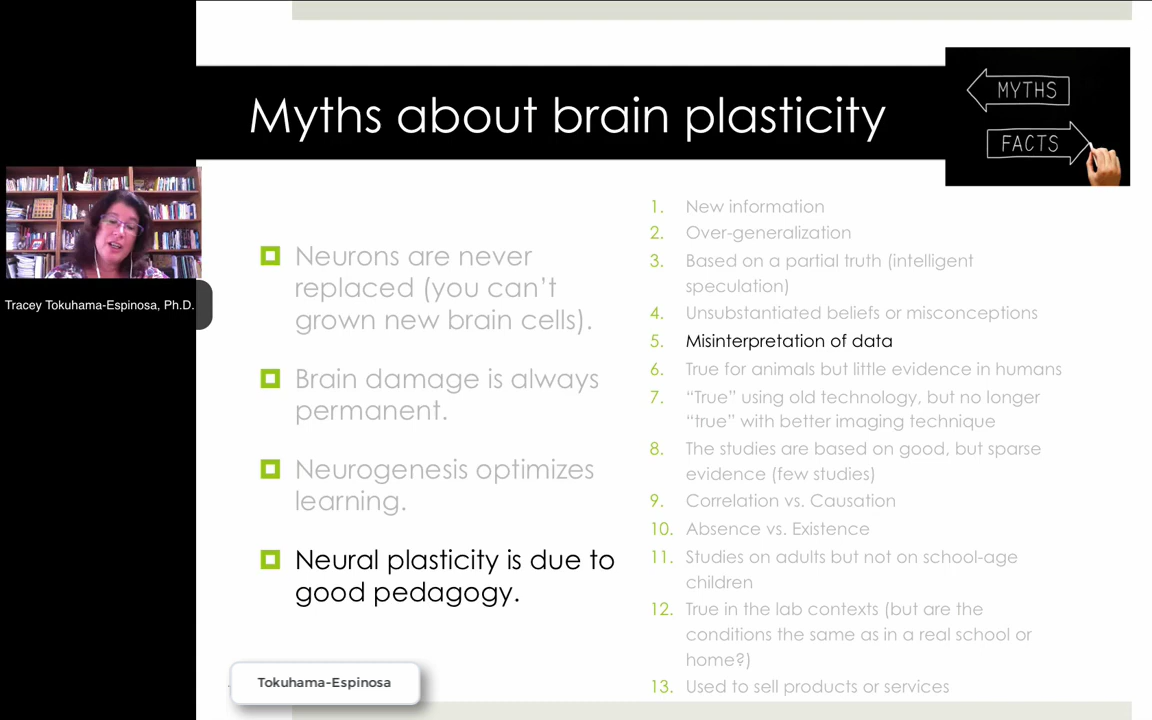 Myths about brain plasticity
MYTHS
FACTS
Tracey Tokuhama-Espinosa, Ph.D.
Neurons are never
replaced (you can't
grown new brain cells).
Brain damage is always
permanent.
Neurogenesis optimizes
learning.
Neural plasticity is due to
good pedagogy.
1. New information
2. Over-generalization
3. Based on a partial truth (intelligent
speculation)
4. Unsubstantiated beliefs or misconceptions
5. Misinterpretation of data
6. True for animals but little evidence in humans
7. “True” using old technology, but no longer
“true” with better imaging technique
8. The studies are based on good, but sparse
evidence (few studies)
9. Correlation vs. Causation
10. Absence vs. Existence
11. Studies on adults but not on school-age
children
12. True in the lab contexts (but are the
conditions the same as in a real school or
home?)
13. Used to sell products or services
Tokuhama-Espinosa